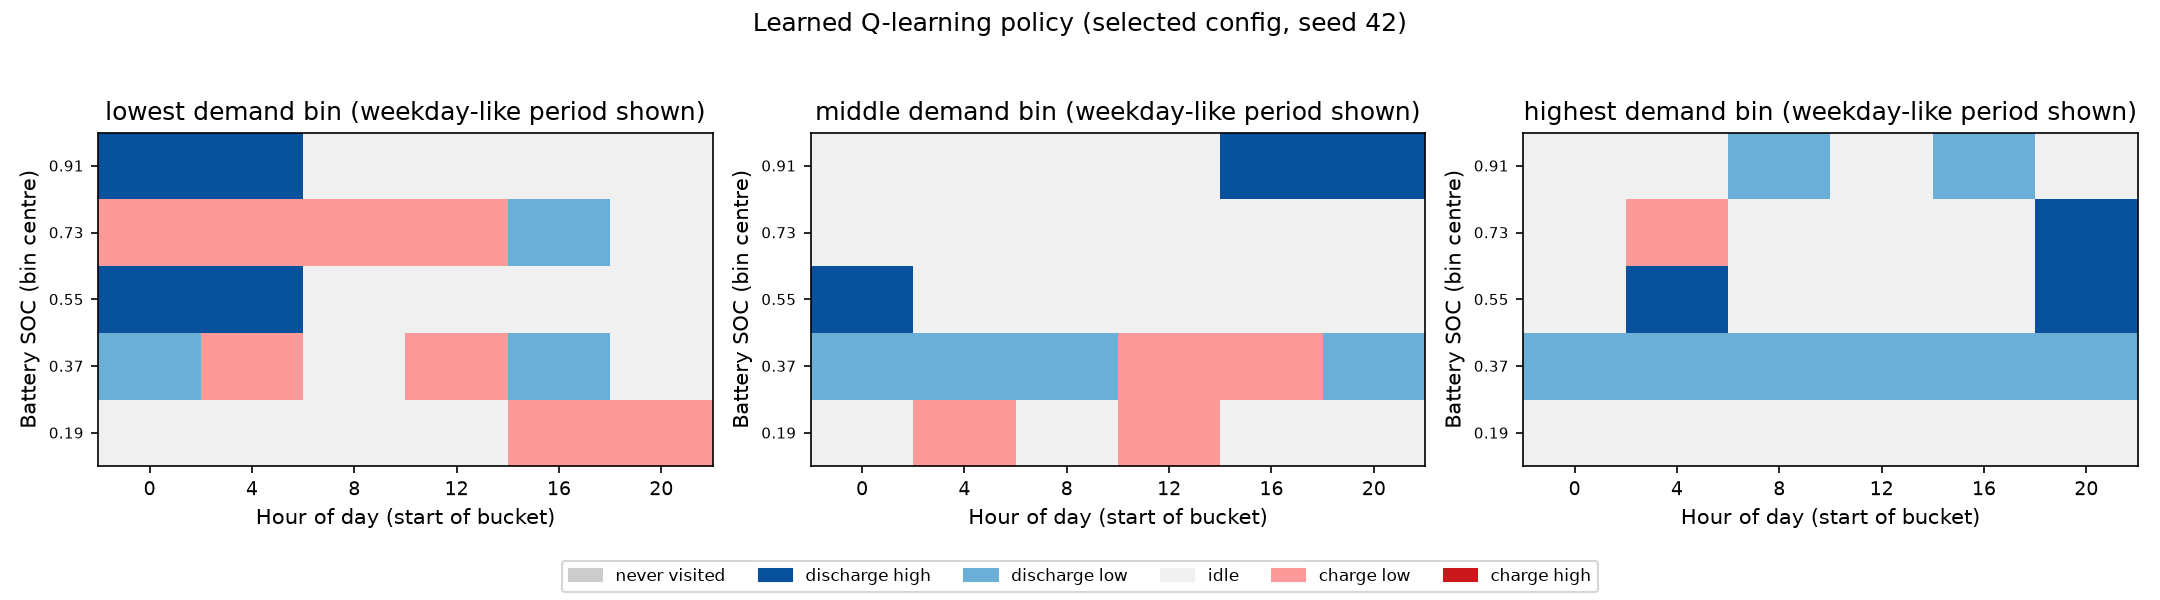 Learned Q-learning policy (selected config, seed 42)
lowest demand bin (weekday-like period shown)
Battery SOC (bin centre)
0.91
0.73
0.55
0.37
0.19
0 4 8 12 16 20
Hour of day (start of bucket)
middle demand bin (weekday-like period shown)
Battery SOC (bin centre)
0.91
0.73
0.55
0.37
0.19
0 4 8 12 16 20
Hour of day (start of bucket)
highest demand bin (weekday-like period shown)
Battery SOC (bin centre)
0.91
0.73
0.55
0.37
0.19
0 4 8 12 16 20
Hour of day (start of bucket)
never visited discharge high discharge low idle charge low charge high